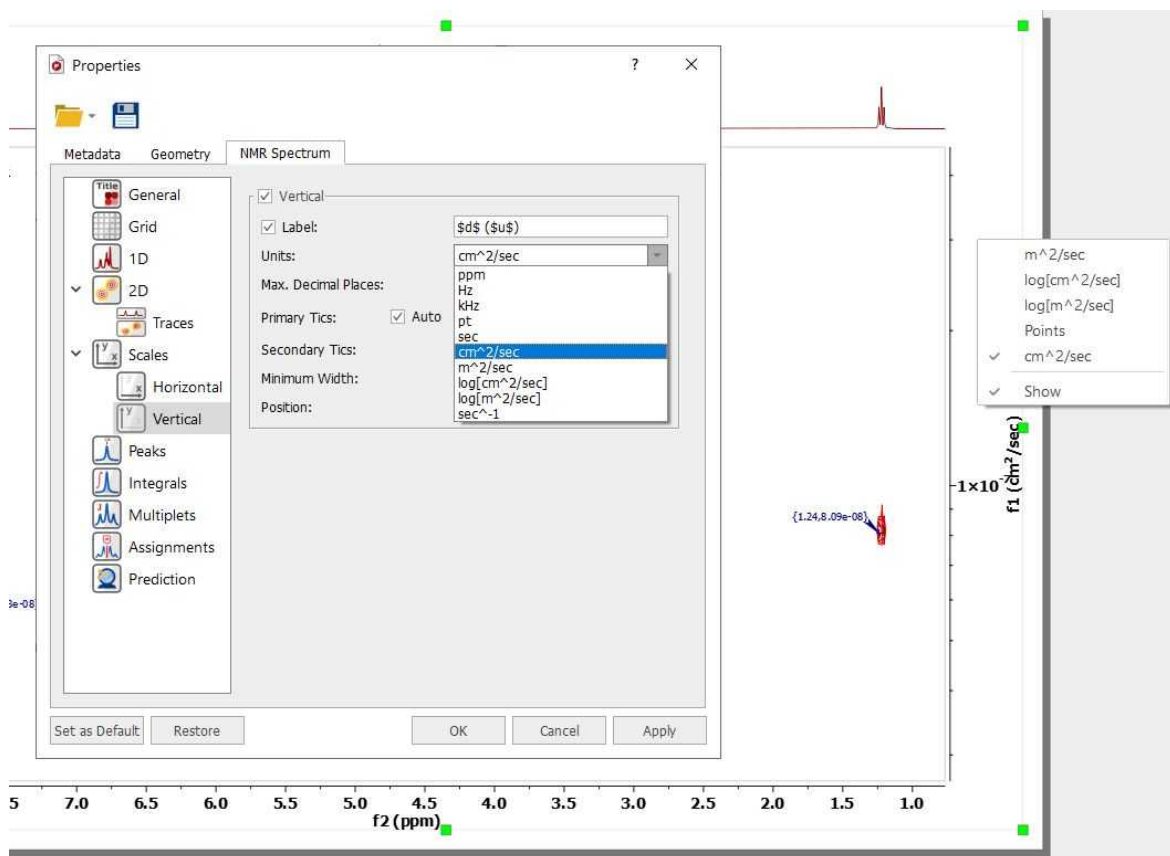 Properties
?
Metadata
Geometry
NMR Spectrum
Title
General
Grid
1D
2D
Traces
Scales
Horizontal
Vertical
Peaks
Integrals
Multiplets
Assignments
Prediction
Vertical
Label:
$d$ ($u$)
Units:
cm^2/sec
Max. Decimal Places:
Primary Tics:
Auto
Secondary Tics:
Minimum Width:
Position:
ppm
Hz
kHz
pt
sec
cm^2/sec
m^2/sec
log[cm^2/sec]
log[m^2/sec]
sec^-1
Set as Default
Restore
OK
Cancel
Apply
m^2/sec
log[cm^2/sec]
log[m^2/sec]
Points
cm^2/sec
Show
f1 (cm²/sec)
{1.24,8.09e-08}
e-08
5 7.0 6.5 6.0 5.5 5.0 4.5 4.0 3.5 3.0 2.5 2.0 1.5 1.0
f2 (ppm)